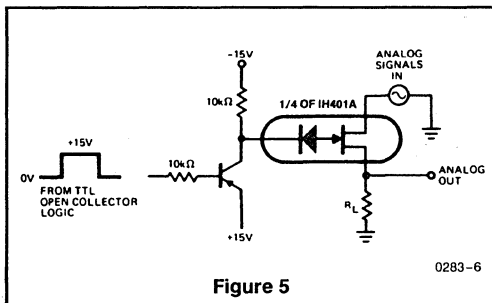 -15V
ANALOG
SIGNALS
IN
10kΩ
1/4 OF IH401A
+15V
10kΩ
0V
FROM TTL
OPEN COLLECTOR
LOGIC
ANALOG
OUT
RL
+15V
0283-6
Figure 5